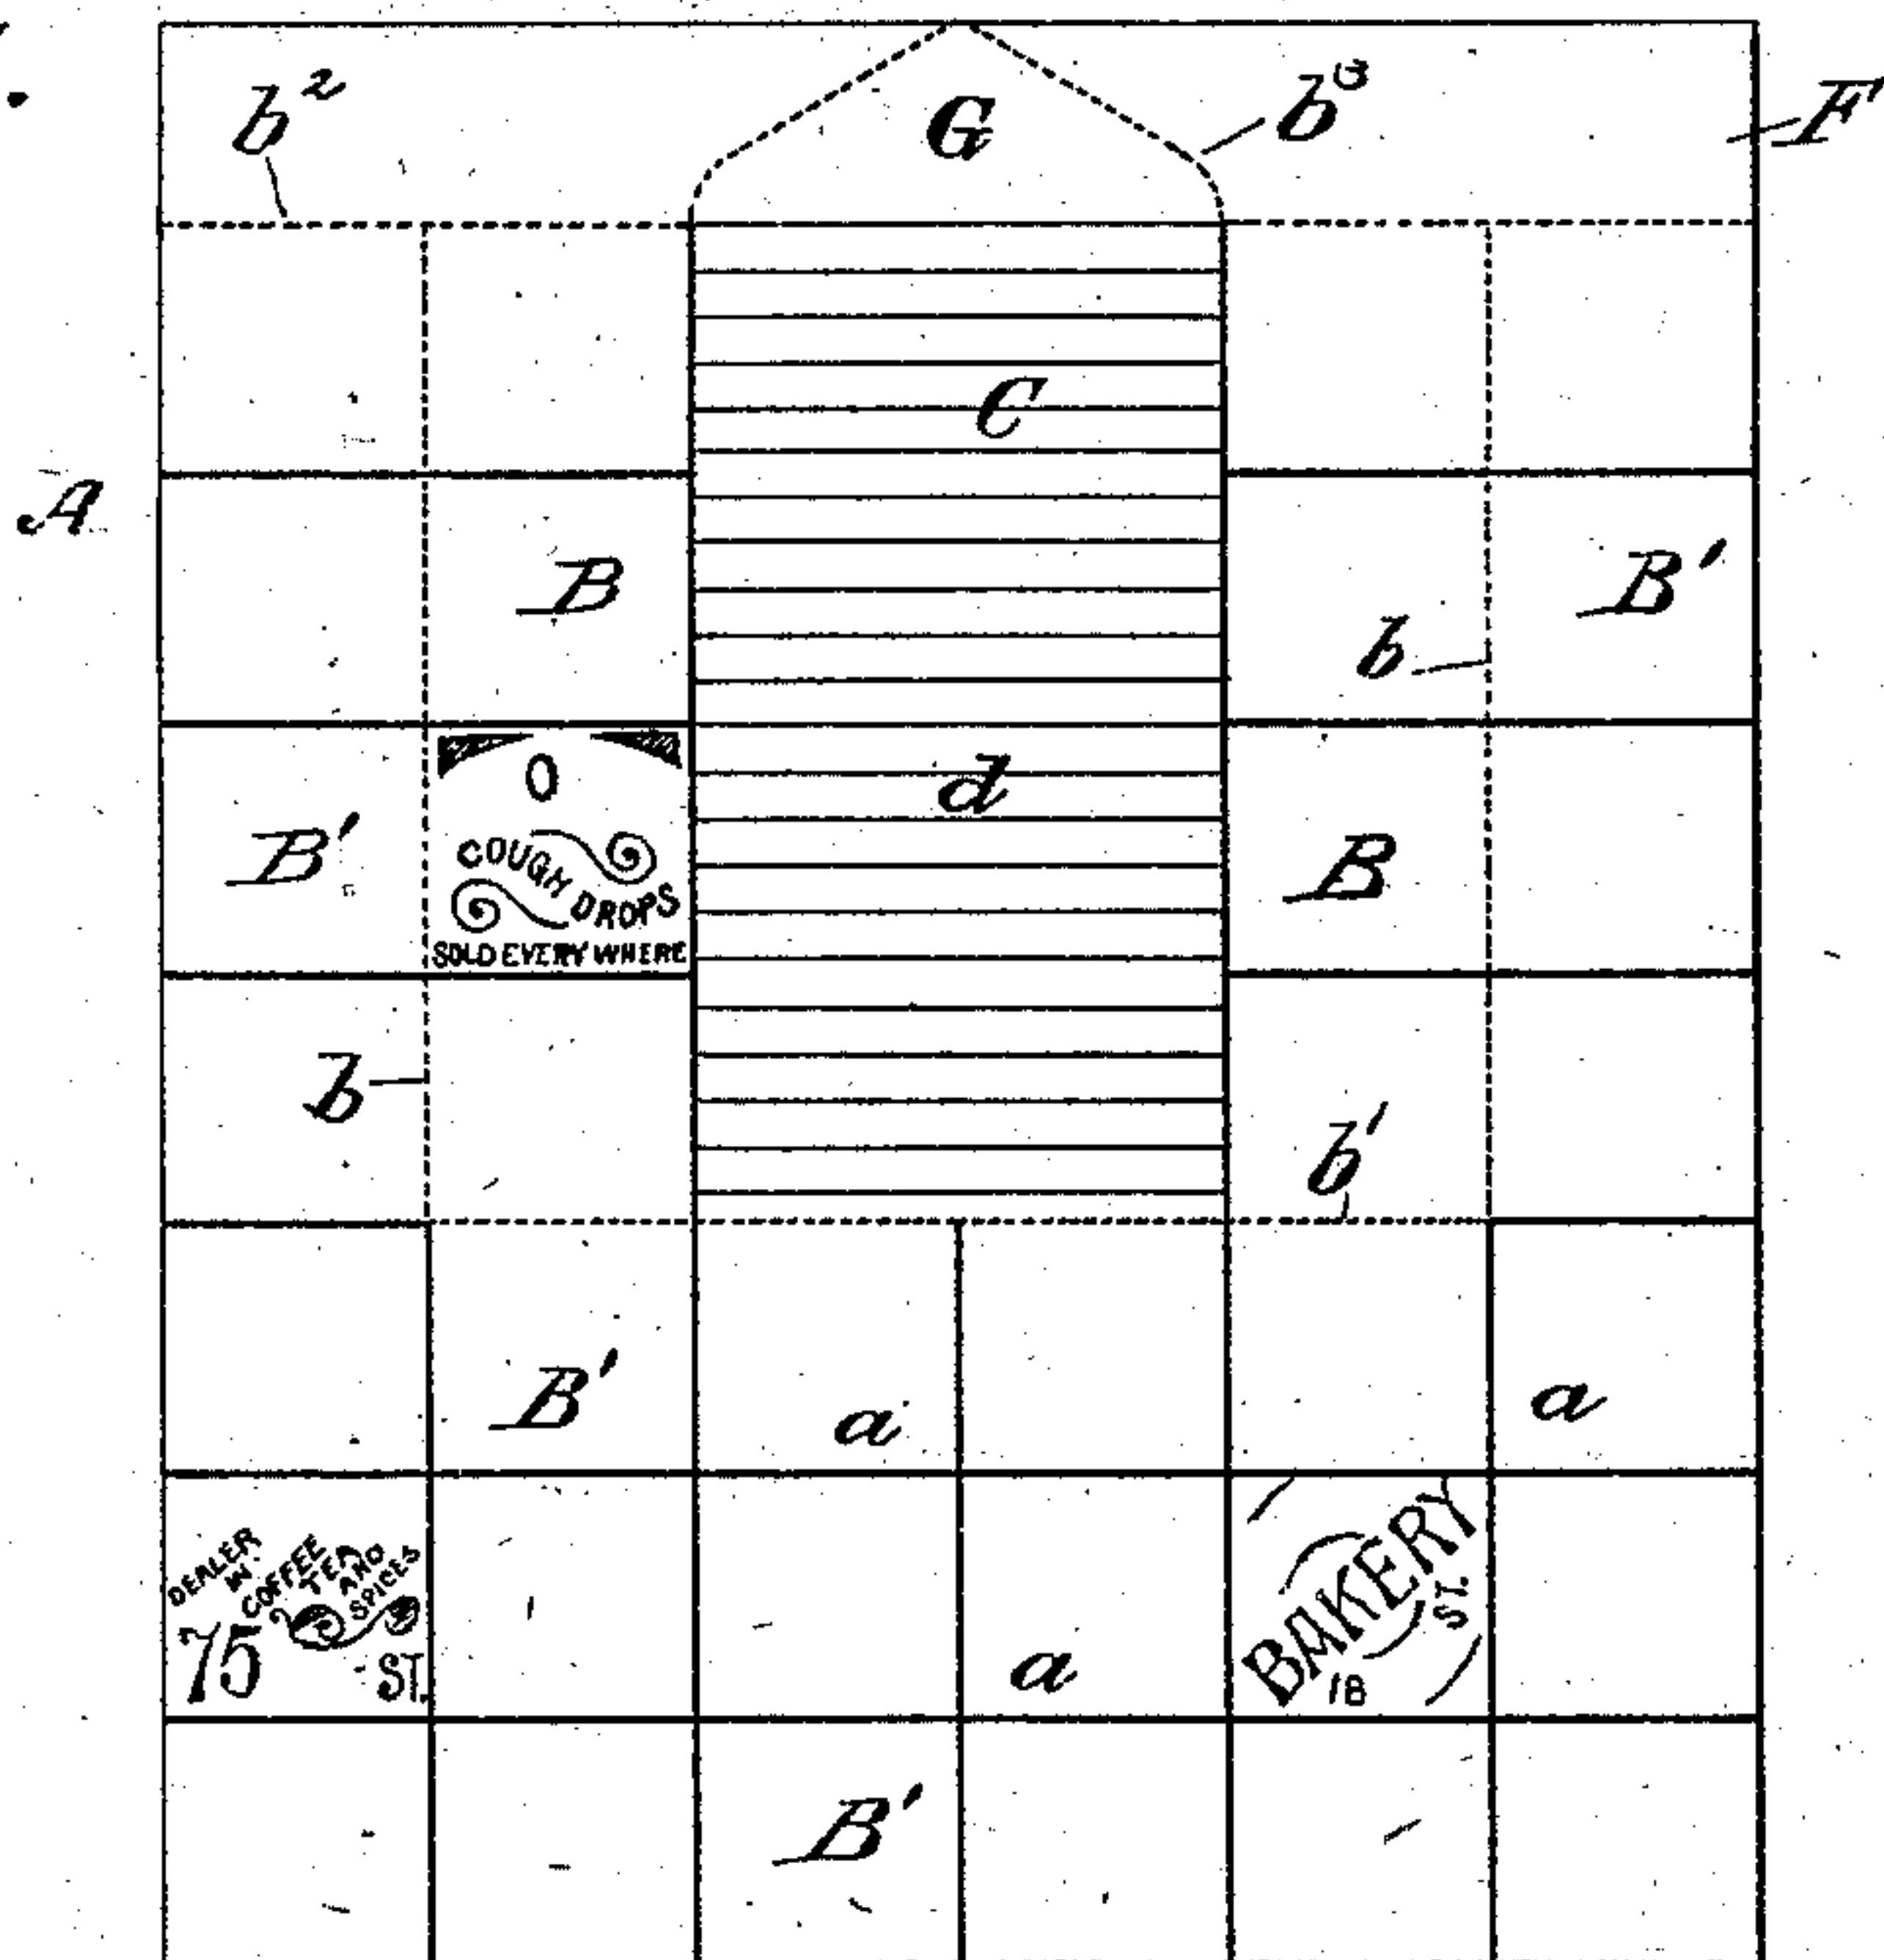 b²
G
b³
F
A
C
B
B'
b
d
B'
O
COUGH DROPS
SOLD EVERY WHERE
B
b
b'
B'
a
a
DEALER
IN
COFFEE
TEA
AND
SPICES
75
ST.
a
BAKERY
ST.
18
B'